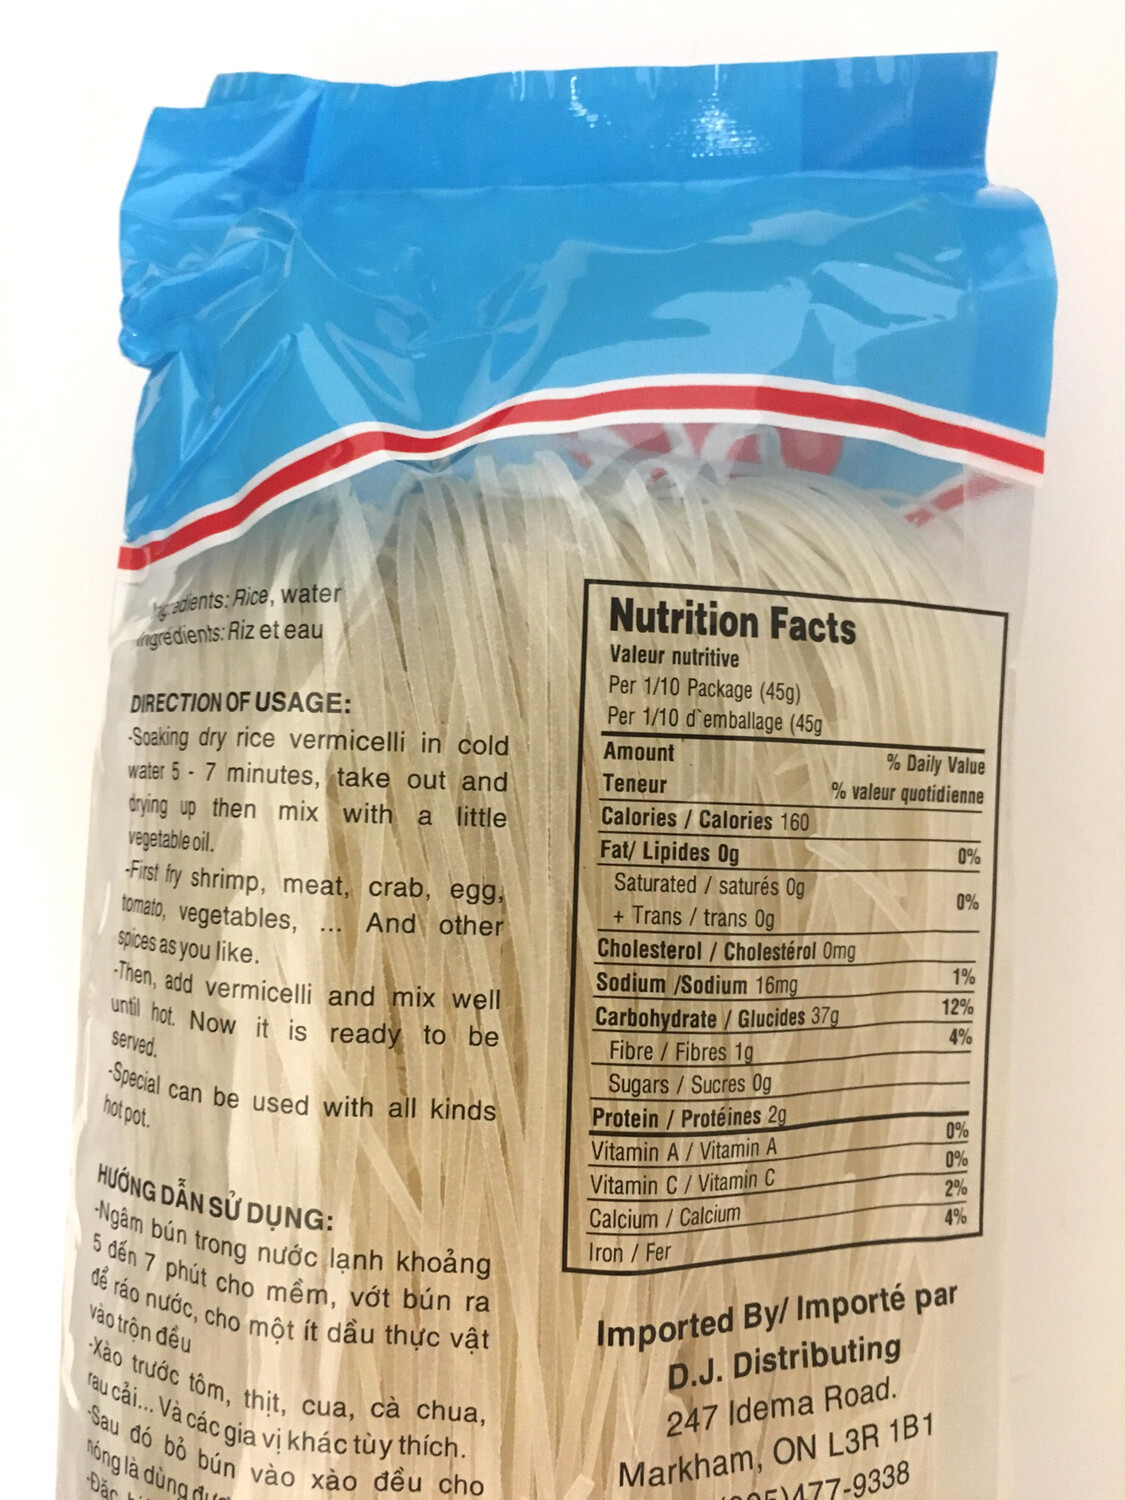 Ingredients: Rice, water
Ingrédients: Riz et eau
DIRECTION OF USAGE:
-Soaking dry rice vermicelli in cold
water 5 - 7 minutes, take out and
drying up then mix with a little
vegetable oil.
-First fry shrimp, meat, crab, egg,
tomato, vegetables, ... And other
spices as you like.
-Then, add vermicelli and mix well
until hot. Now it is ready to be
served.
-Special can be used with all kinds
hot pot.
HƯỚNG DẪN SỬ DỤNG:
-Ngâm bún trong nước lạnh khoảng
5 đến 7 phút cho mềm, vớt bún ra
để ráo nước, cho một ít dầu thực vật
vào trộn đều
-Xào trước tôm, thịt, cua, cà chua,
rau cải... Và các gia vị khác tùy thích.
-Sau đó bỏ bún vào xào đều cho
nóng là dùng
Nutrition Facts
Valeur nutritive
Per 1/10 Package (45g)
Per 1/10 d`emballage (45g
Amount
% Daily Value
Teneur
% valeur quotidienne
Calories / Calories 160
Fat/ Lipides 0g 0%
Saturated / saturés 0g
+ Trans / trans 0g 0%
Cholesterol / Cholestérol 0mg
Sodium /Sodium 16mg 1%
Carbohydrate / Glucides 37g 12%
Fibre / Fibres 1g 4%
Sugars / Sucres 0g
Protein / Protéines 2g
Vitamin A / Vitamin A 0%
Vitamin C / Vitamin C 0%
Calcium / Calcium 2%
Iron / Fer 4%
Imported By/ Importé par
D.J. Distributing
247 Idema Road.
Markham, ON L3R 1B1
477-9338